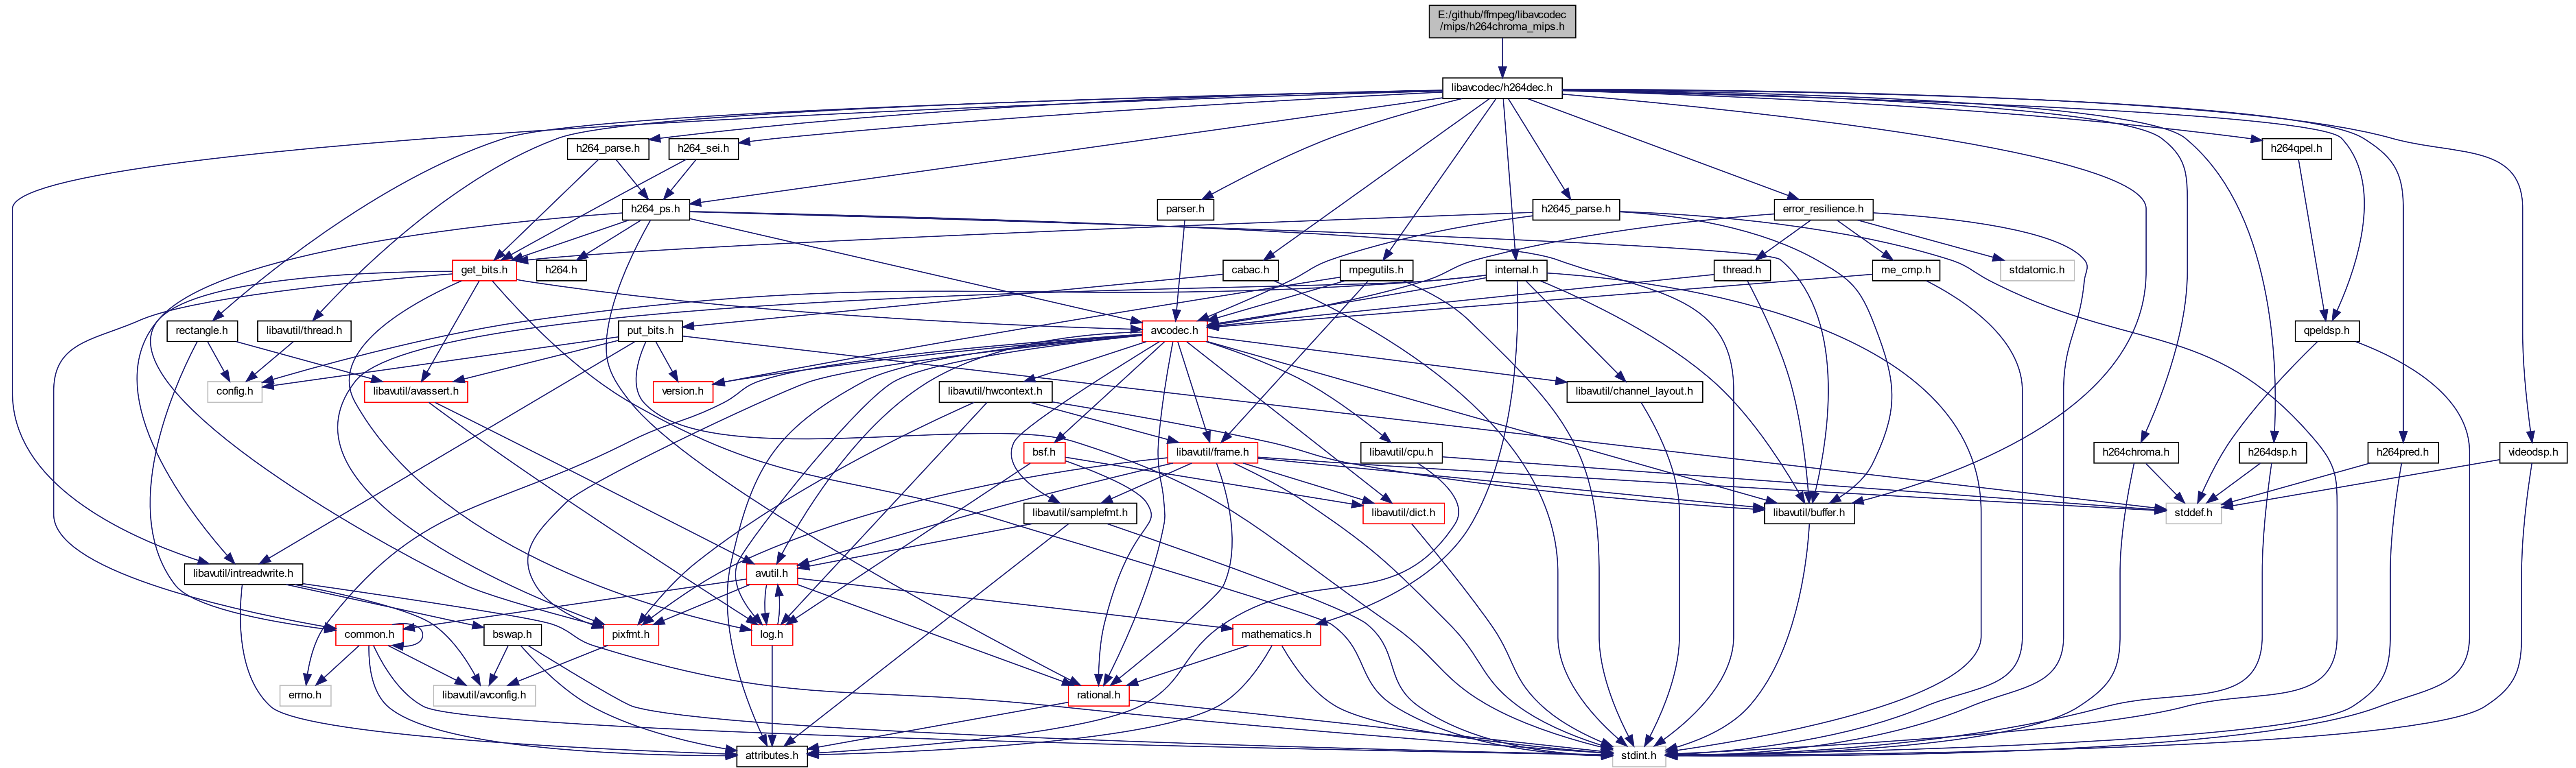 E:/github/ffmpeg/libavcodec
/mips/h264chroma_mips.h
libavcodec/h264dec.h
h264_parse.h
h264_sei.h
h264qpel.h
h264_ps.h
parser.h
h2645_parse.h
error_resilience.h
get_bits.h
h264.h
cabac.h
mpegutils.h
internal.h
thread.h
me_cmp.h
stdatomic.h
rectangle.h
libavutil/thread.h
put_bits.h
avcodec.h
qpeldsp.h
config.h
libavutil/avassert.h
version.h
libavutil/hwcontext.h
libavutil/channel_layout.h
bsf.h
libavutil/frame.h
libavutil/cpu.h
h264chroma.h
h264dsp.h
h264pred.h
videodsp.h
libavutil/samplefmt.h
libavutil/dict.h
libavutil/buffer.h
stddef.h
libavutil/intreadwrite.h
avutil.h
common.h
bswap.h
pixfmt.h
log.h
mathematics.h
errno.h
libavutil/avconfig.h
rational.h
attributes.h
stdint.h